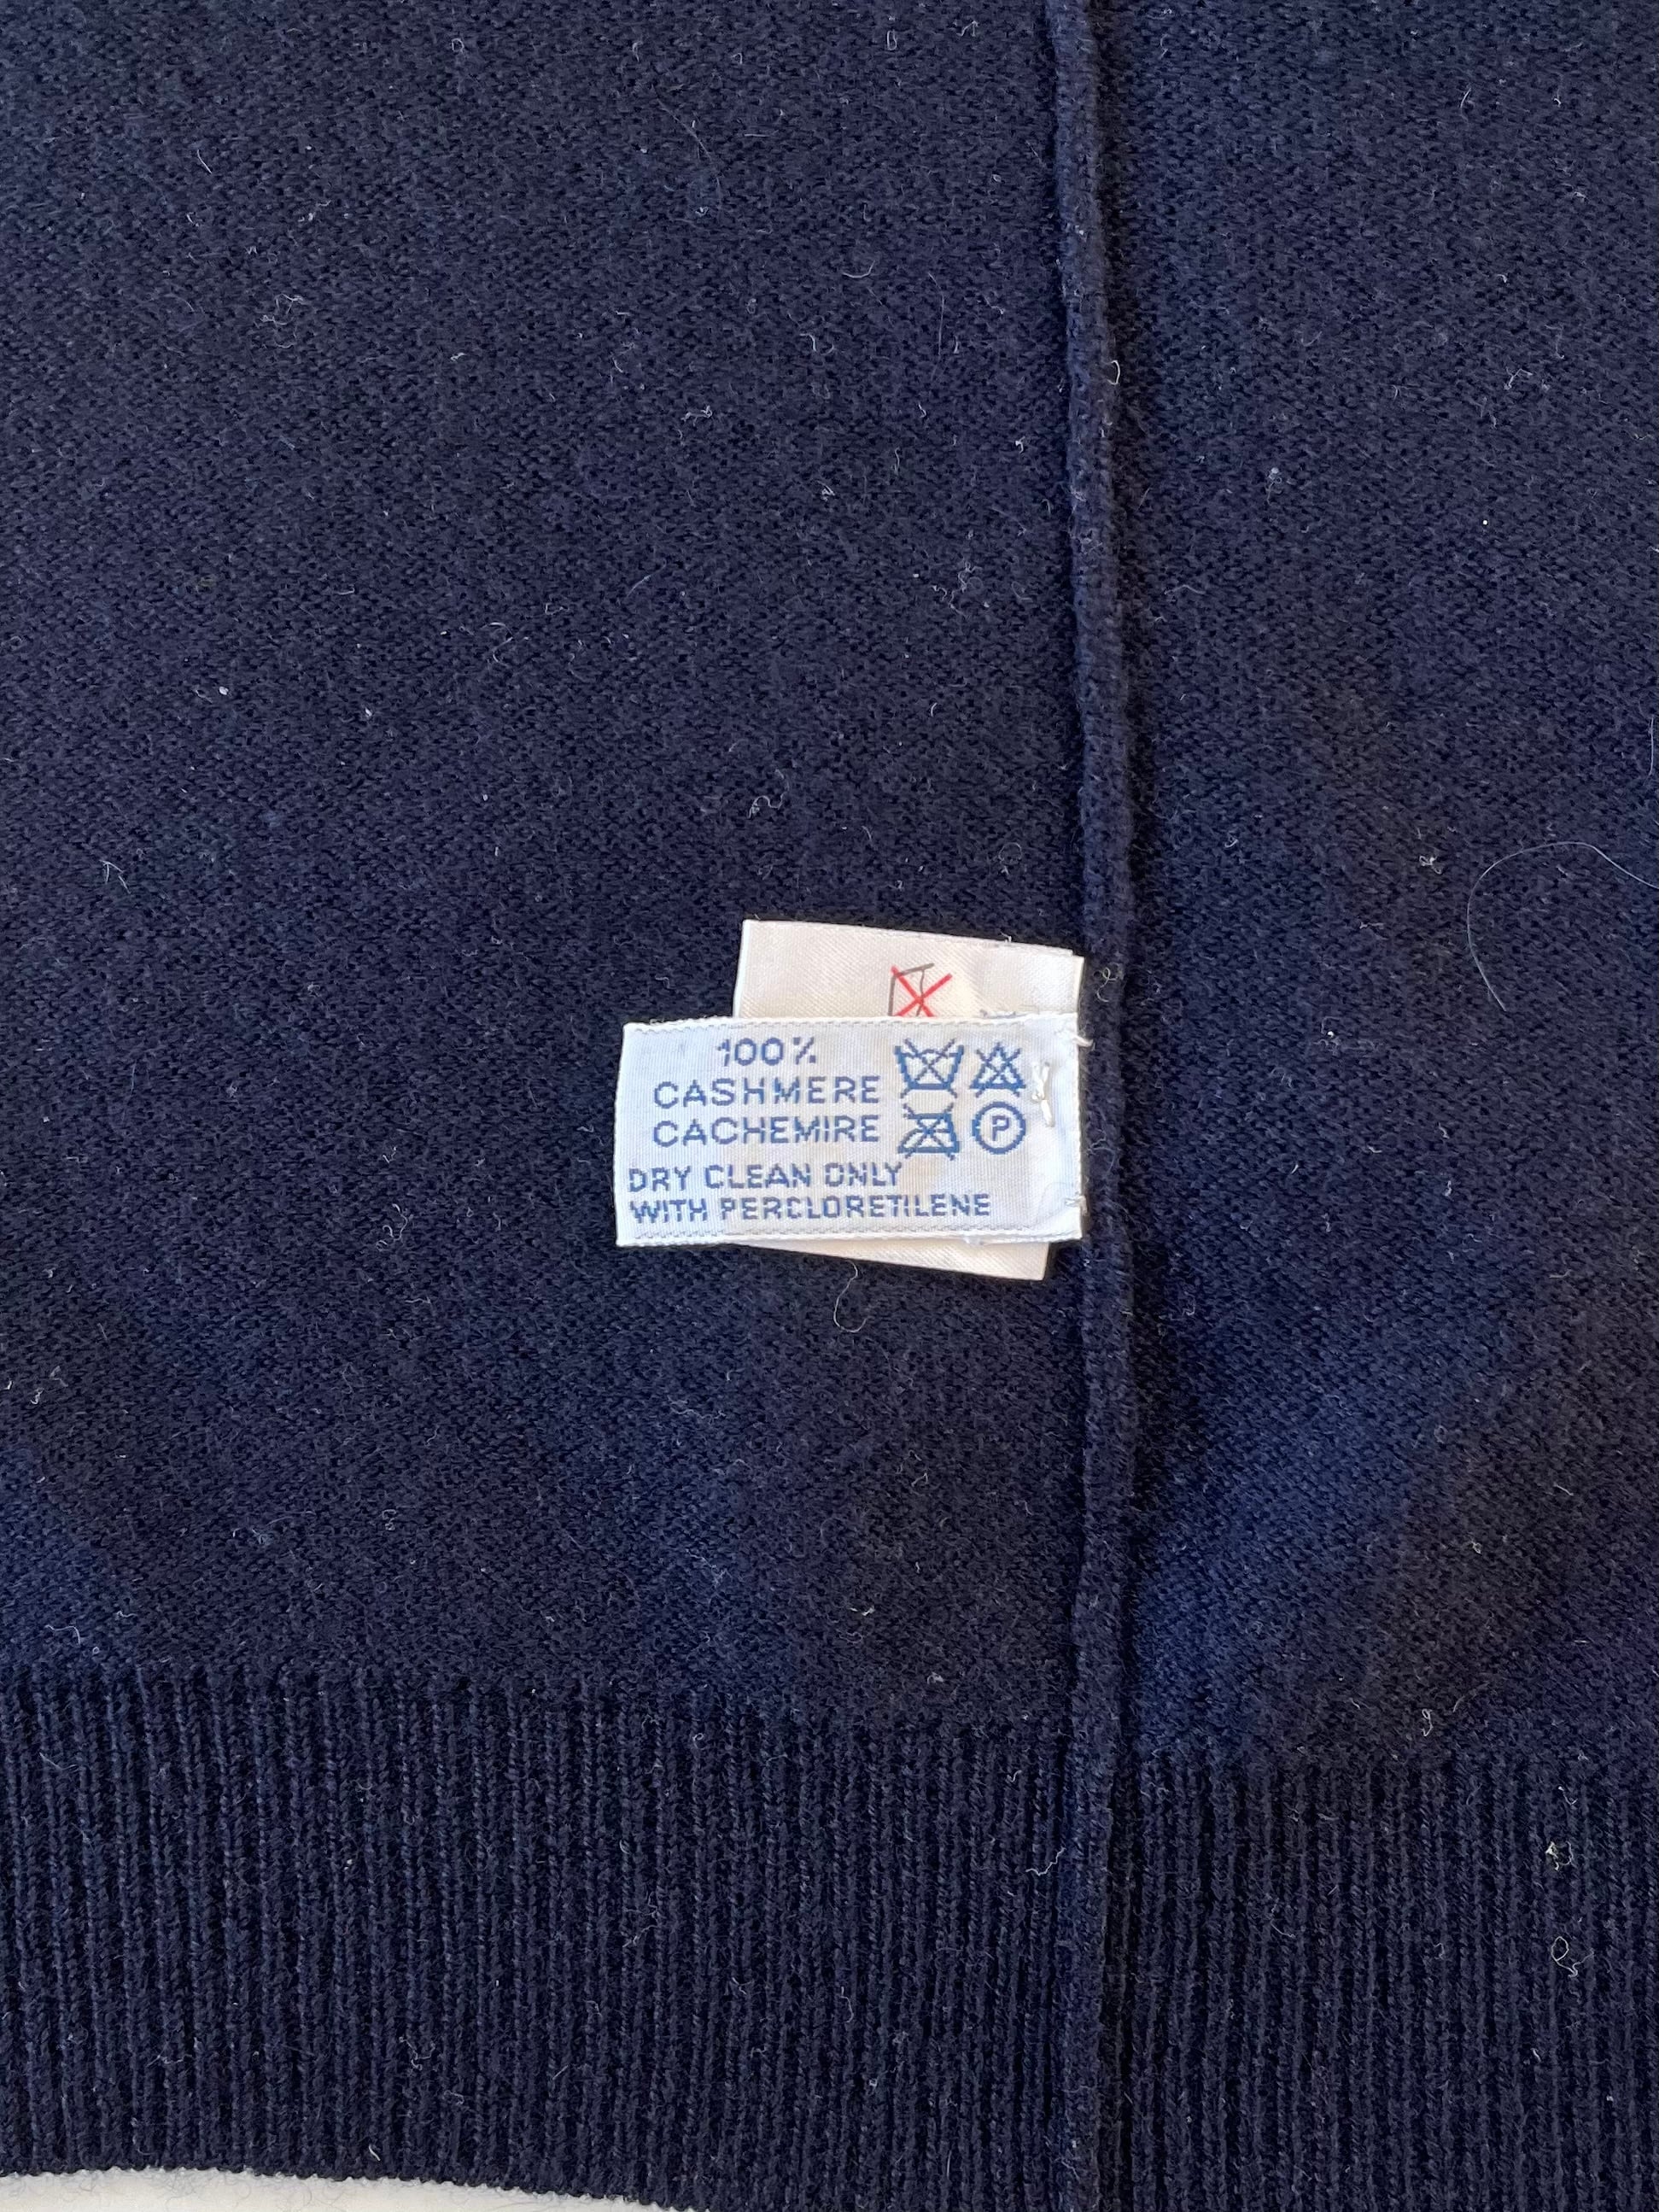 100%
CASHMERE
CACHEMIRE
P
DRY CLEAN ONLY
WITH PERCLORETILENE